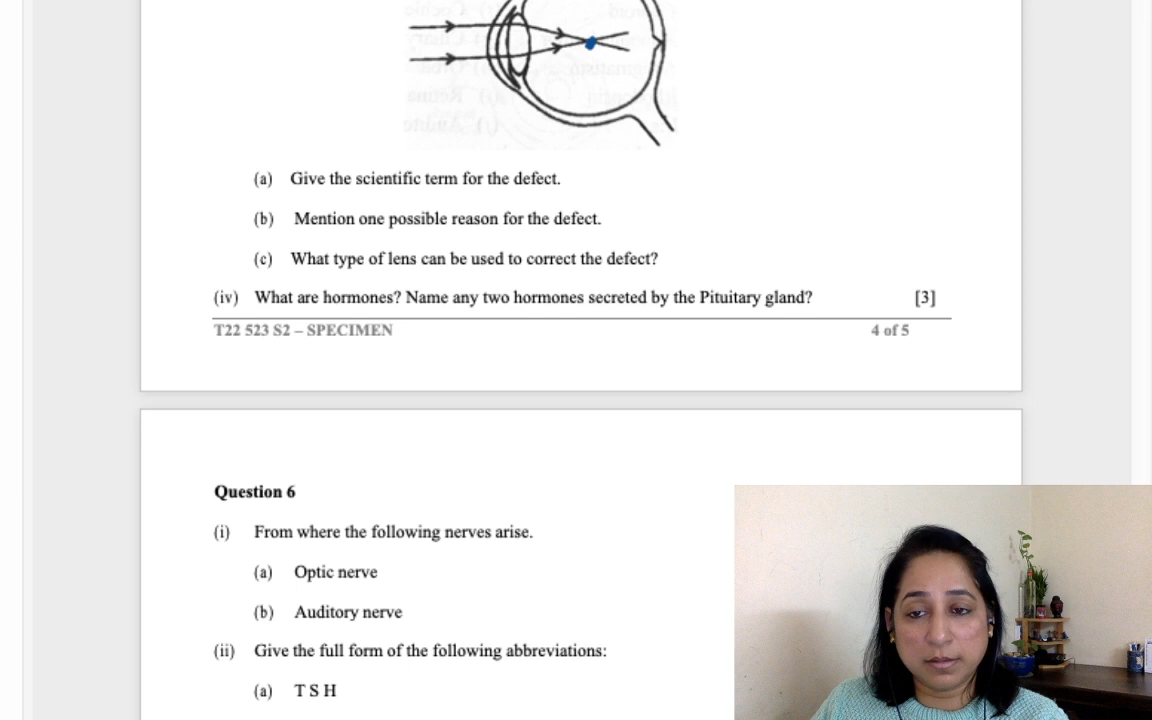 (a) Give the scientific term for the defect.
(b) Mention one possible reason for the defect.
(c) What type of lens can be used to correct the defect?
(iv) What are hormones? Name any two hormones secreted by the Pituitary gland? [3]
T22 523 S2 – SPECIMEN 4 of 5
Question 6
(i) From where the following nerves arise.
(a) Optic nerve
(b) Auditory nerve
(ii) Give the full form of the following abbreviations:
(a) T S H